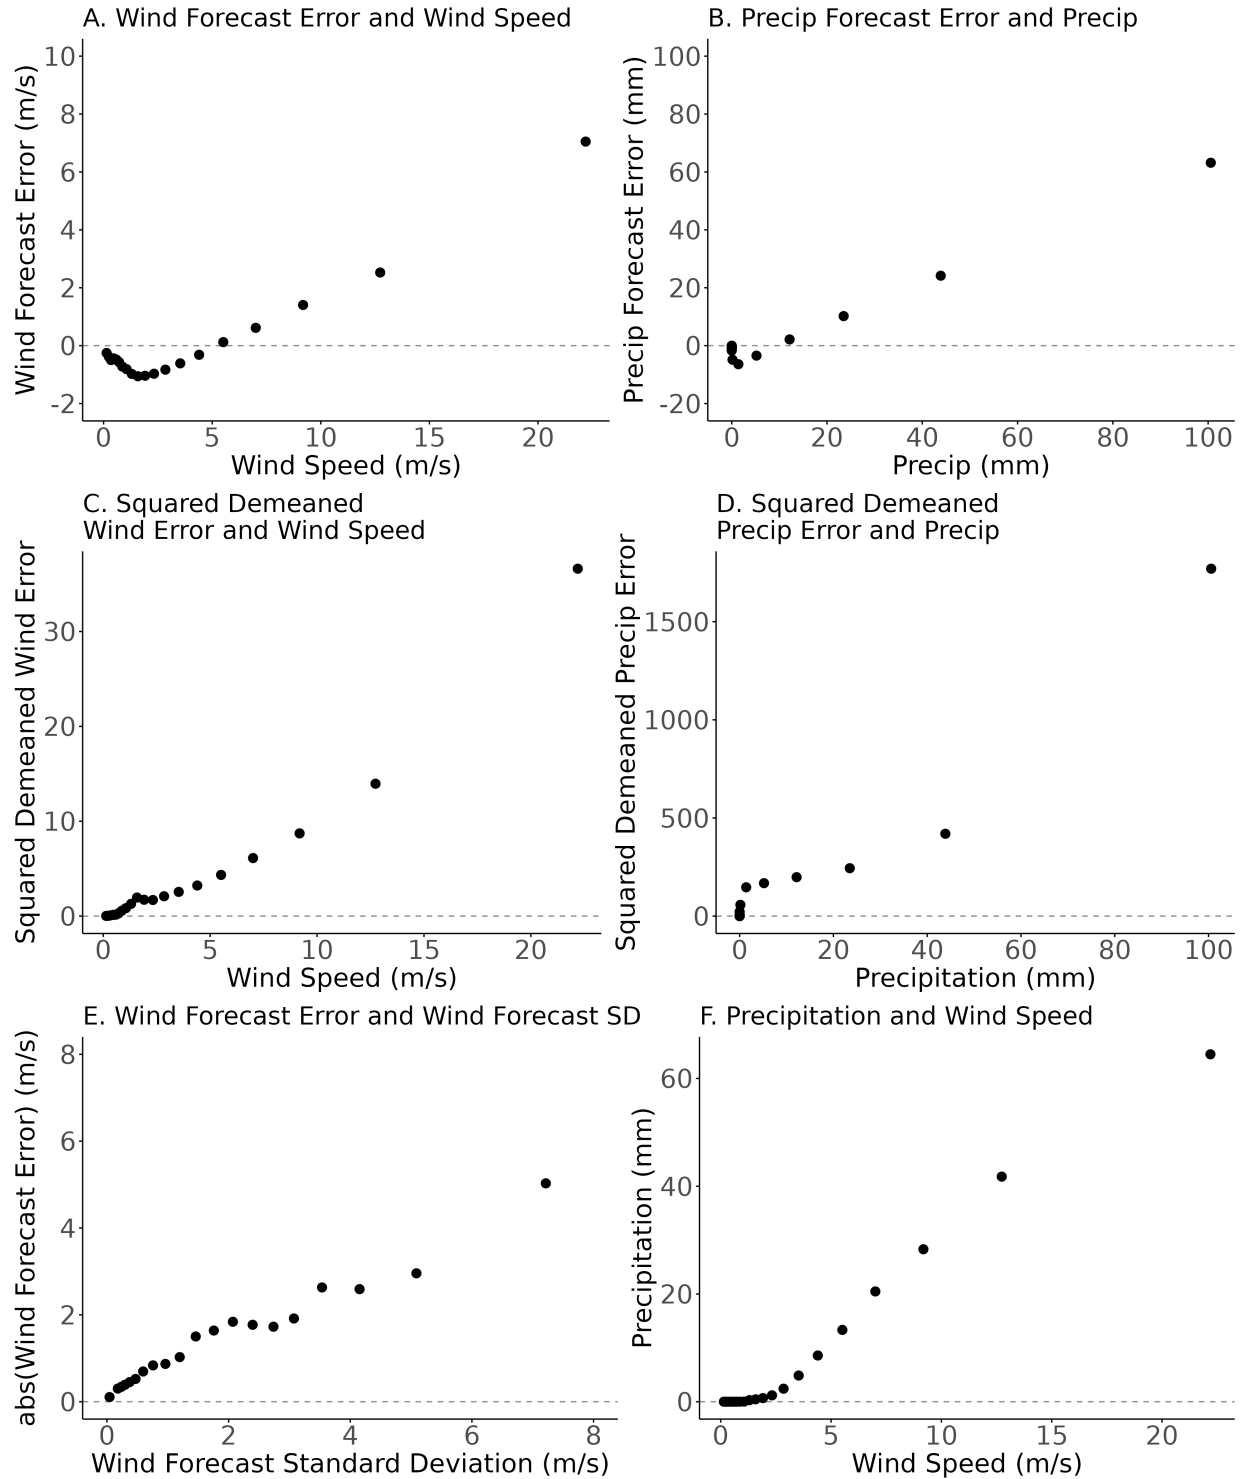 A. Wind Forecast Error and Wind Speed
Wind Forecast Error (m/s)
10
8
6
4
2
0
-2
0 5 10 15 20
Wind Speed (m/s)
B. Precip Forecast Error and Precip
Precip Forecast Error (mm)
100
80
60
40
20
0
-20
0 20 40 60 80 100
Precip (mm)
C. Squared Demeaned
Wind Error and Wind Speed
Squared Demeaned Wind Error
30
20
10
0
0 5 10 15 20
Wind Speed (m/s)
D. Squared Demeaned
Precip Error and Precip
Squared Demeaned Precip Error
1500
1000
500
0
0 20 40 60 80 100
Precipitation (mm)
E. Wind Forecast Error and Wind Forecast SD
abs(Wind Forecast Error) (m/s)
8
6
4
2
0
0 2 4 6 8
Wind Forecast Standard Deviation (m/s)
F. Precipitation and Wind Speed
Precipitation (mm)
60
40
20
0
0 5 10 15 20
Wind Speed (m/s)